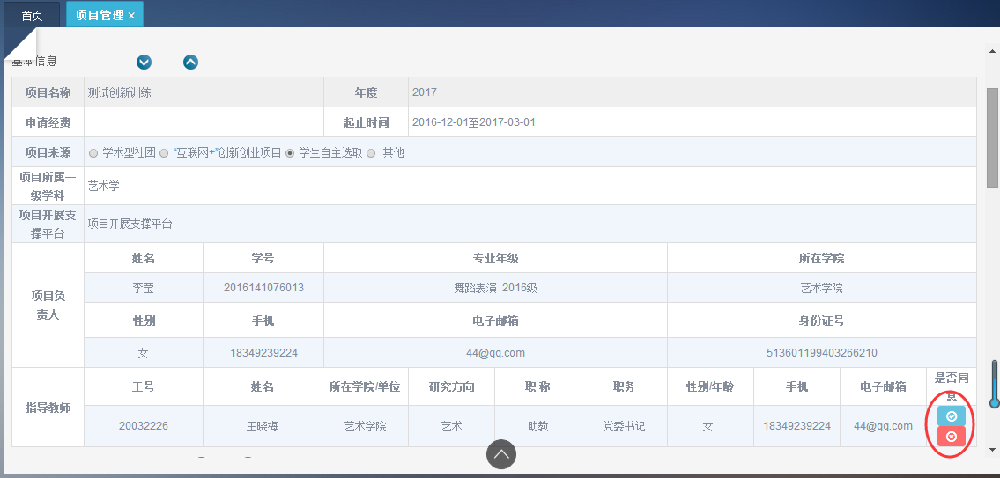 首页 项目管理 ×
基本信息
项目名称 测试创新训练 年度 2017
申请经费 起止时间 2016-12-01至2017-03-01
项目来源 学术型社团 "互联网+"创新创业项目 学生自主选取 其他
项目所属一
级学科
艺术学
项目开展支
撑平台
项目开展支撑平台
项目负
责人
姓名 学号 专业年级 所在学院
李莹 2016141076013 舞蹈表演 2016级 艺术学院
性别 手机 电子邮箱 身份证号
女 18349239224 44@qq.com 513601199403266210
指导教师
工号 姓名 所在学院/单位 研究方向 职 称 职务 性别/年龄 手机 电子邮箱 是否同
意
20032226 王晓梅 艺术学院 艺术 助教 党委书记 女 18349239224 44@qq.com